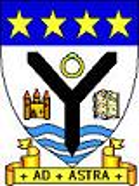 + AD + ASTRA +